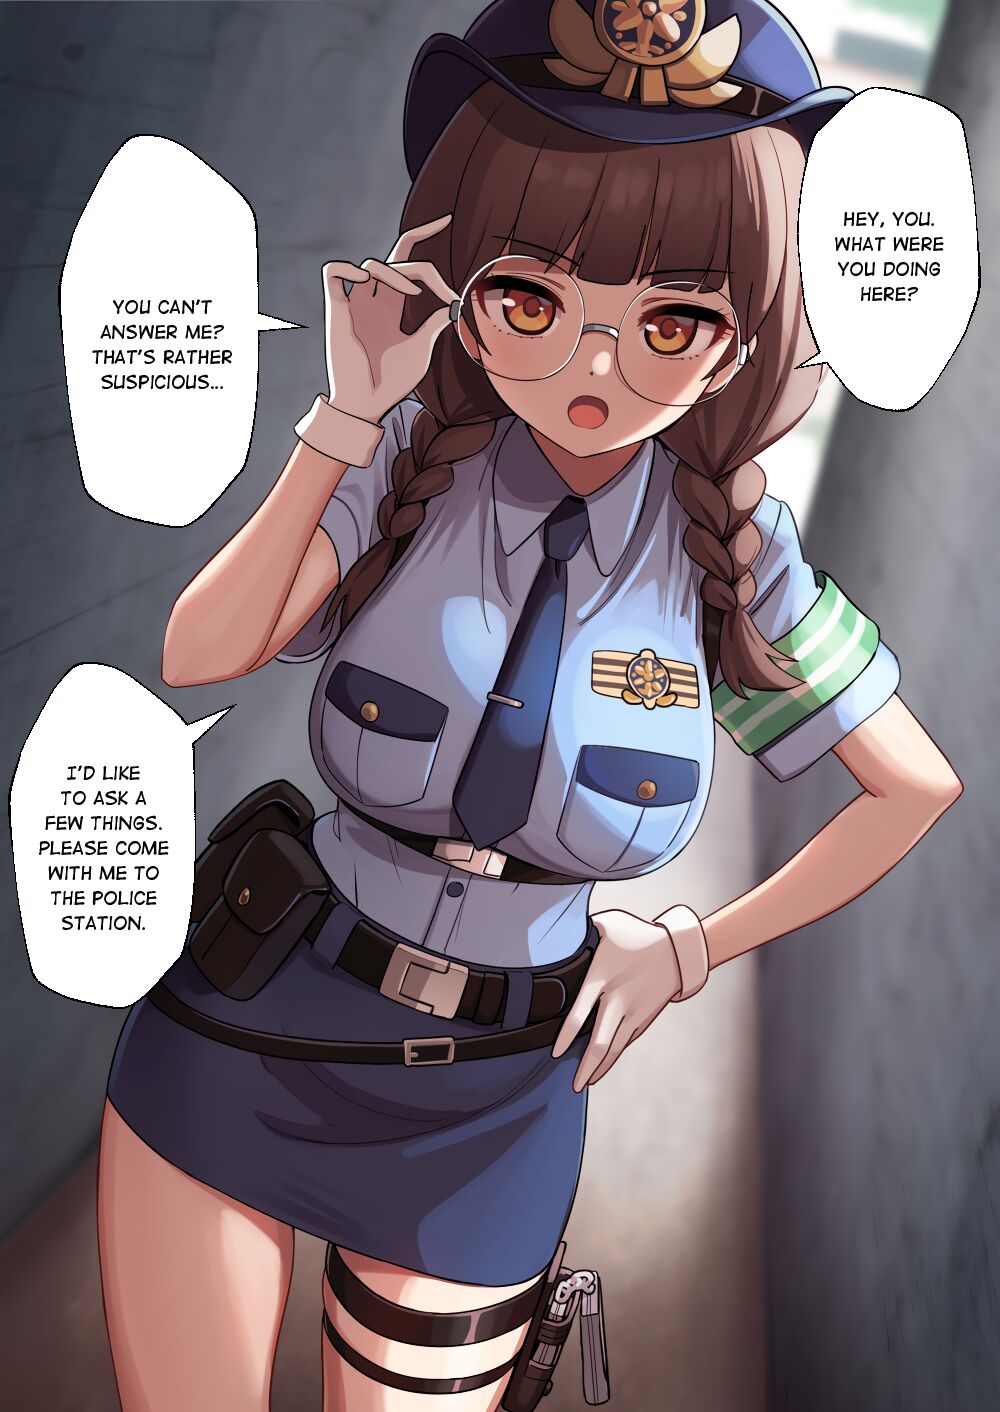 HEY, YOU.
WHAT WERE
YOU DOING
HERE?
YOU CAN'T
ANSWER ME?
THAT'S RATHER
SUSPICIOUS...
I'D LIKE
TO ASK A
FEW THINGS.
PLEASE COME
WITH ME TO
THE POLICE
STATION.